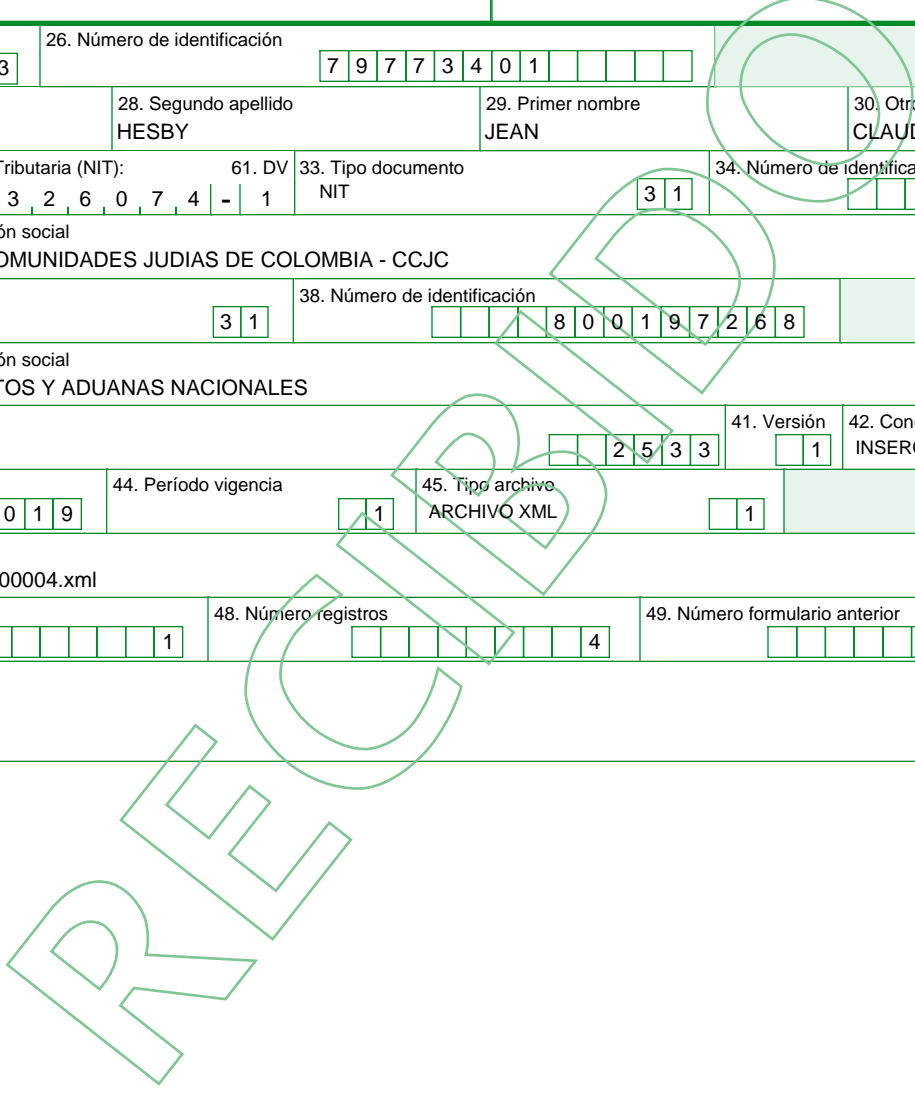 26. Número de identificación
3 7 9 7 7 3 4 0 1
28. Segundo apellido 29. Primer nombre 30. Otro
HESBY JEAN CLAUD
Tributaria (NIT): 61. DV 33. Tipo documento 34. Número de identifica
3 2 6 0 7 4 - 1 NIT 3 1
ón social
OMUNIDADES JUDIAS DE COLOMBIA - CCJC
38. Número de identificación
3 1 8 0 0 1 9 7 2 6 8
ón social
TOS Y ADUANAS NACIONALES
41. Versión 42. Con
2 5 3 3 1 INSER
44. Período vigencia 45. Tipo archivo
0 1 9 1 ARCHIVO XML 1
00004.xml
48. Número registros 49. Número formulario anterior
1 4
RECIBIDO